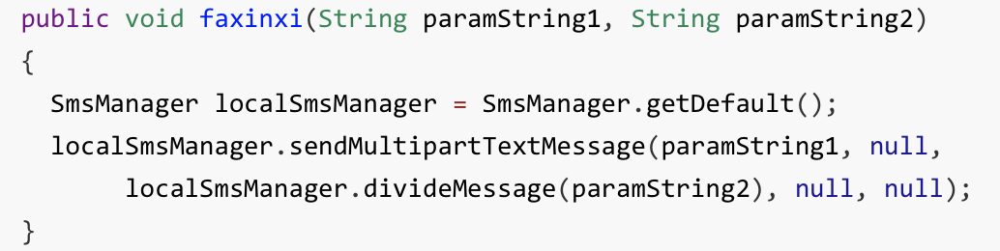 public void faxinxi(String paramString1, String paramString2)
{
  SmsManager localSmsManager = SmsManager.getDefault();
  localSmsManager.sendMultipartTextMessage(paramString1, null,
       localSmsManager.divideMessage(paramString2), null, null);
}